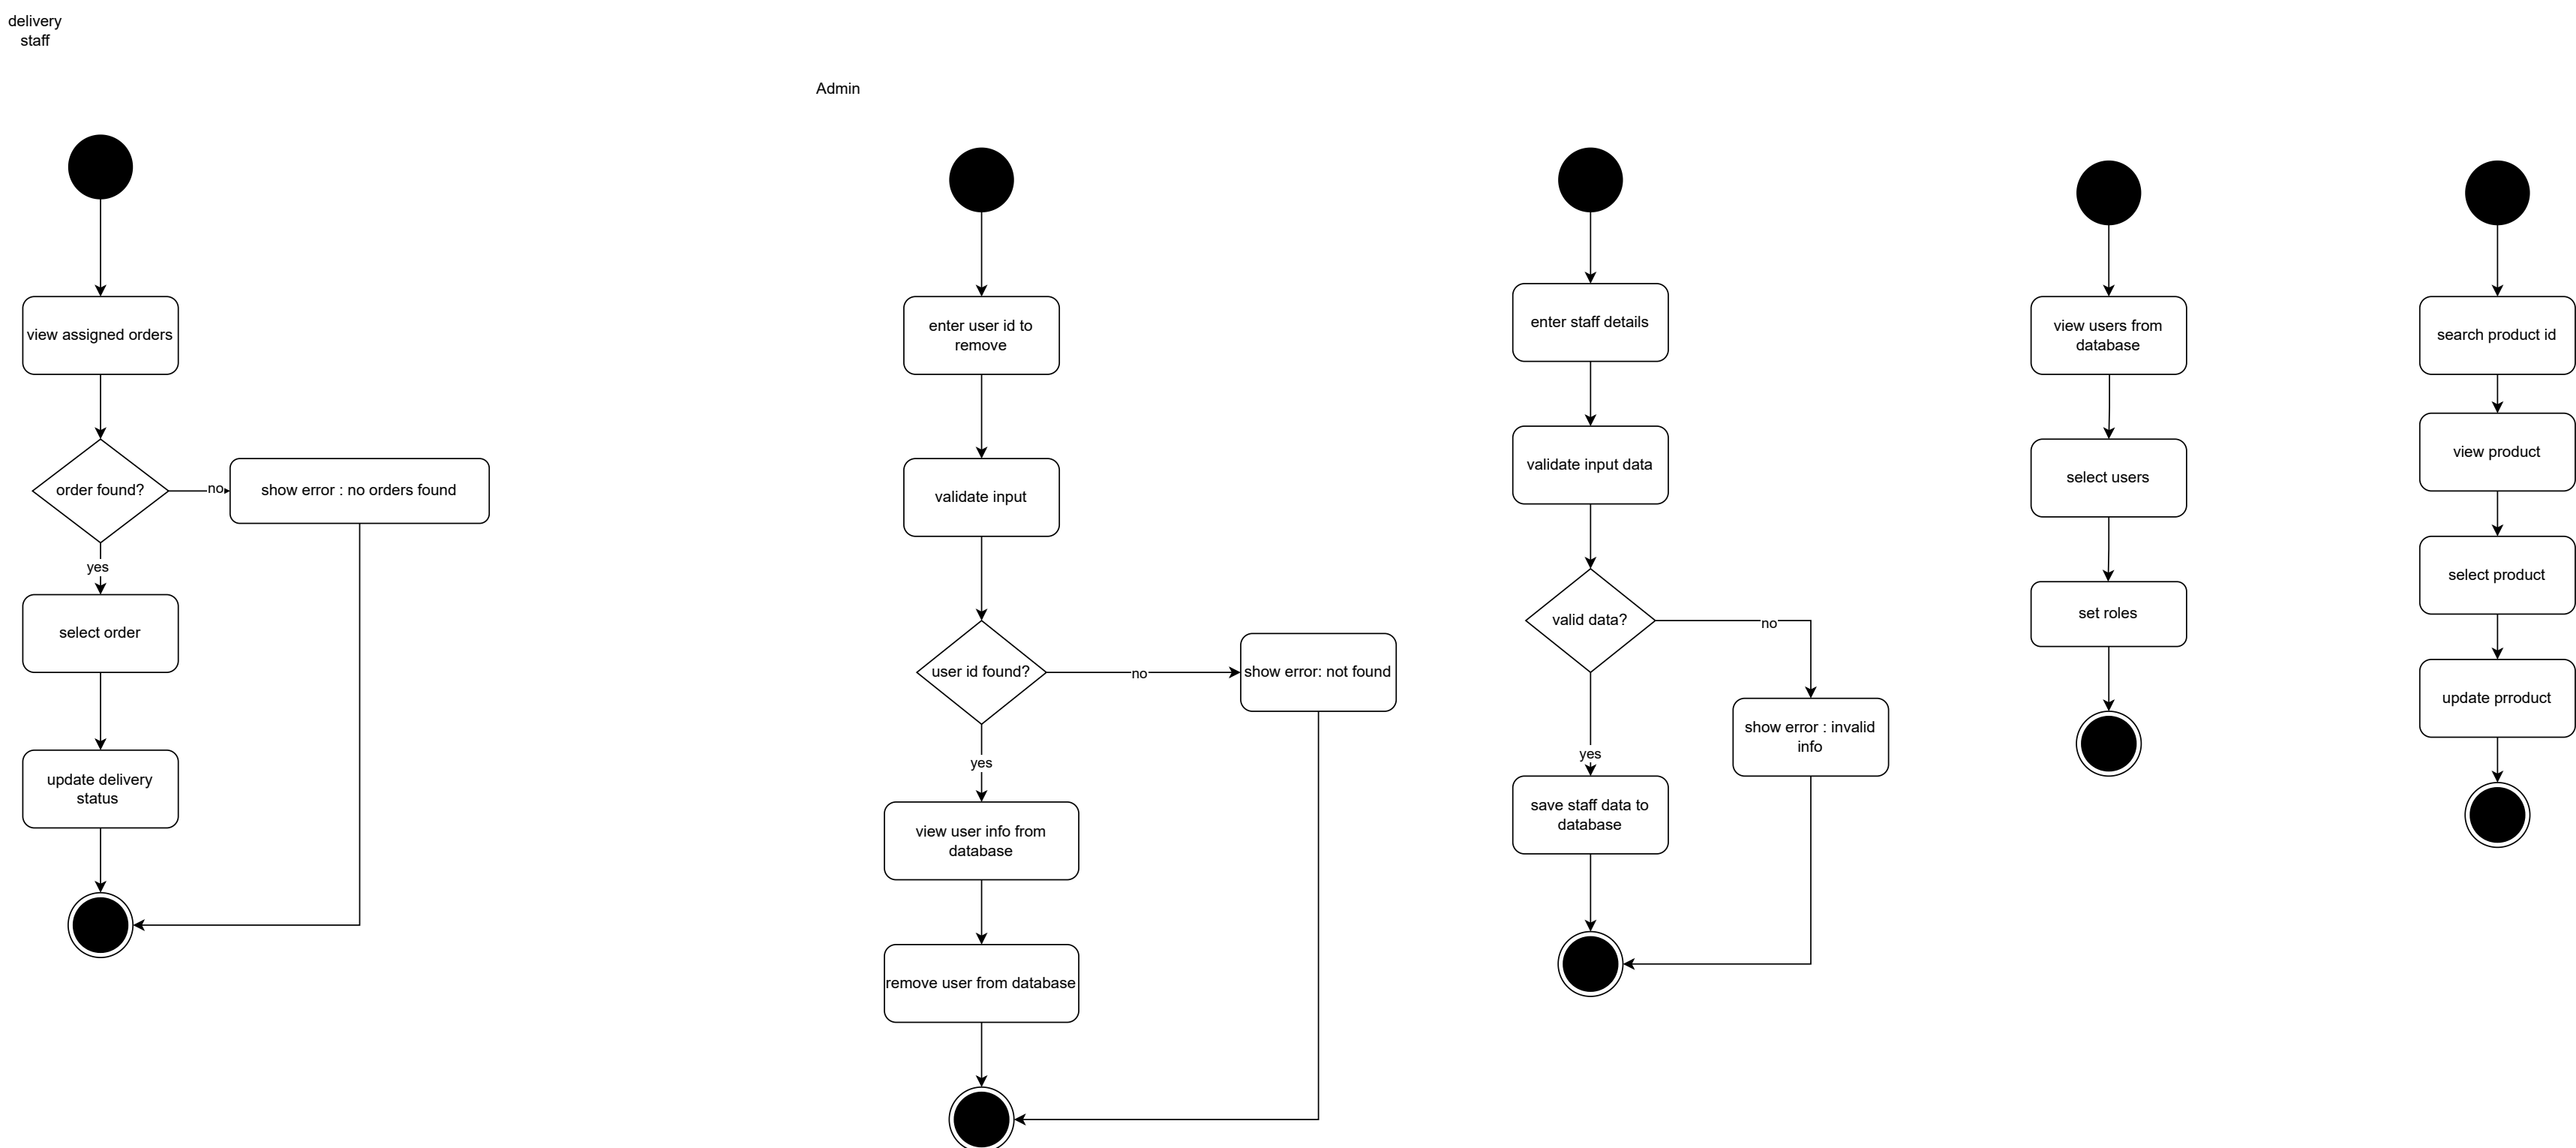 delivery
staff
Admin
view assigned orders
order found?
no
show error : no orders found
yes
select order
update delivery
status
enter user id to
remove
validate input
user id found?
no
show error: not found
yes
view user info from
database
remove user from database
enter staff details
validate input data
valid data?
no
show error : invalid
info
yes
save staff data to
database
view users from
database
select users
set roles
search product id
view product
select product
update prroduct